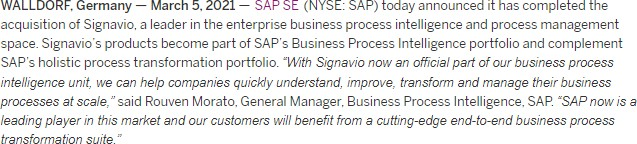 WALLDORF, Germany — March 5, 2021 — SAP SE (NYSE: SAP) today announced it has completed the
acquisition of Signavio, a leader in the enterprise business process intelligence and process management
space. Signavio's products become part of SAP's Business Process Intelligence portfolio and complement
SAP's holistic process transformation portfolio. “With Signavio now an official part of our business process
intelligence unit, we can help companies quickly understand, improve, transform and manage their business
processes at scale,” said Rouven Morato, General Manager, Business Process Intelligence, SAP. “SAP now is a
leading player in this market and our customers will benefit from a cutting-edge end-to-end business process
transformation suite.”